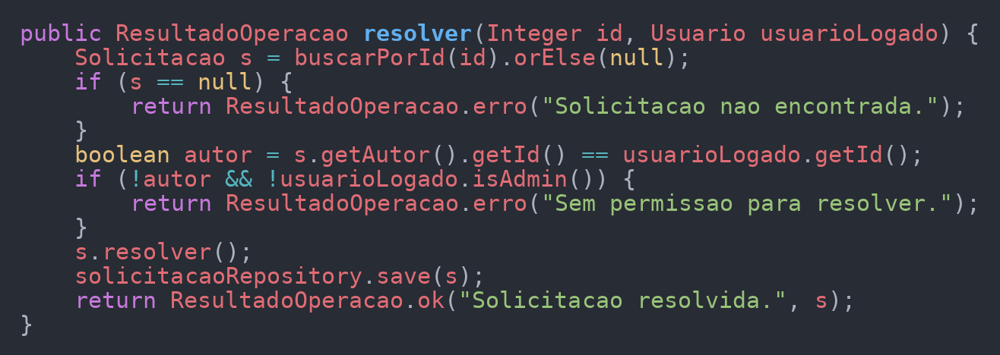 public ResultadoOperacao resolver(Integer id, Usuario usuarioLogado) {
    Solicitacao s = buscarPorId(id).orElse(null);
    if (s == null) {
        return ResultadoOperacao.erro("Solicitacao nao encontrada.");
    }
    boolean autor = s.getAutor().getId() == usuarioLogado.getId();
    if (!autor && !usuarioLogado.isAdmin()) {
        return ResultadoOperacao.erro("Sem permissao para resolver.");
    }
    s.resolver();
    solicitacaoRepository.save(s);
    return ResultadoOperacao.ok("Solicitacao resolvida.", s);
}